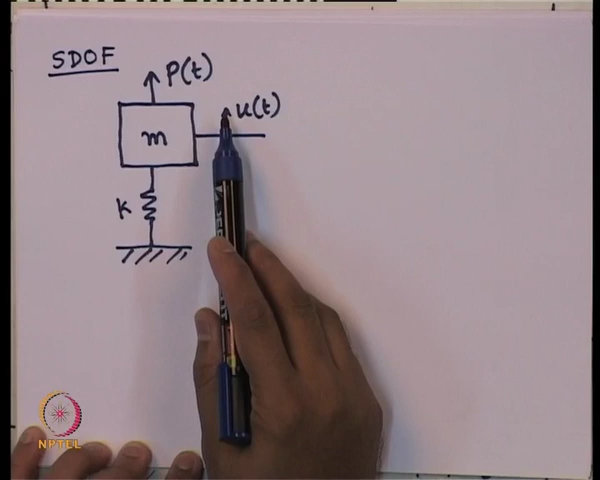 SDOF
P(t)
u(t)
m
K
NPTEL